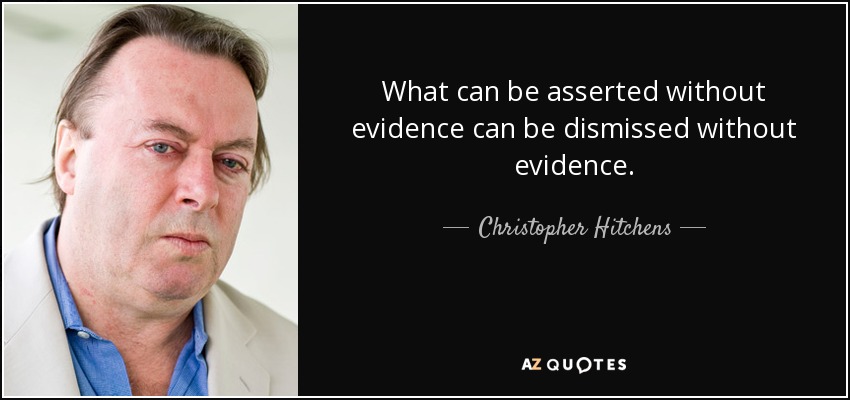 What can be asserted without
evidence can be dismissed without
evidence.
Christopher Hitchens
AZ QUOTES